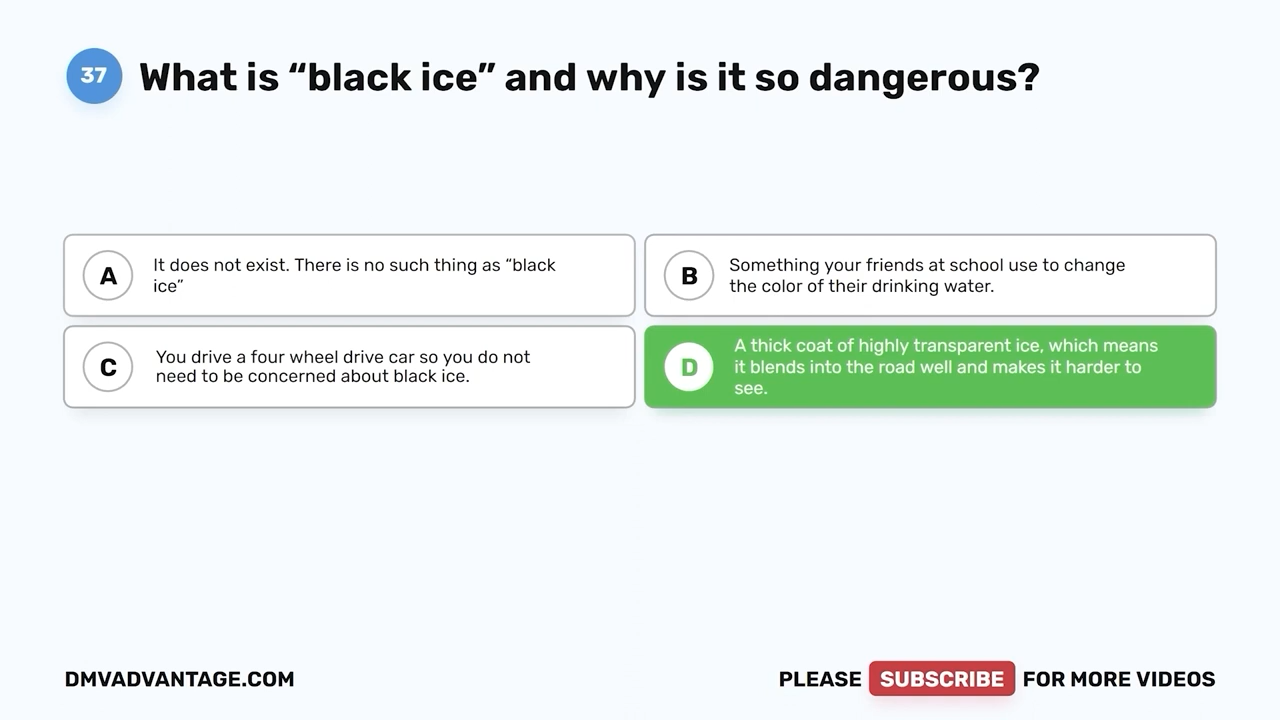 37
What is “black ice” and why is it so dangerous?
A
It does not exist. There is no such thing as “black
ice”
B
Something your friends at school use to change
the color of their drinking water.
C
You drive a four wheel drive car so you do not
need to be concerned about black ice.
D
A thick coat of highly transparent ice, which means
it blends into the road well and makes it harder to
see.
DMVADVANTAGE.COM
PLEASE SUBSCRIBE FOR MORE VIDEOS